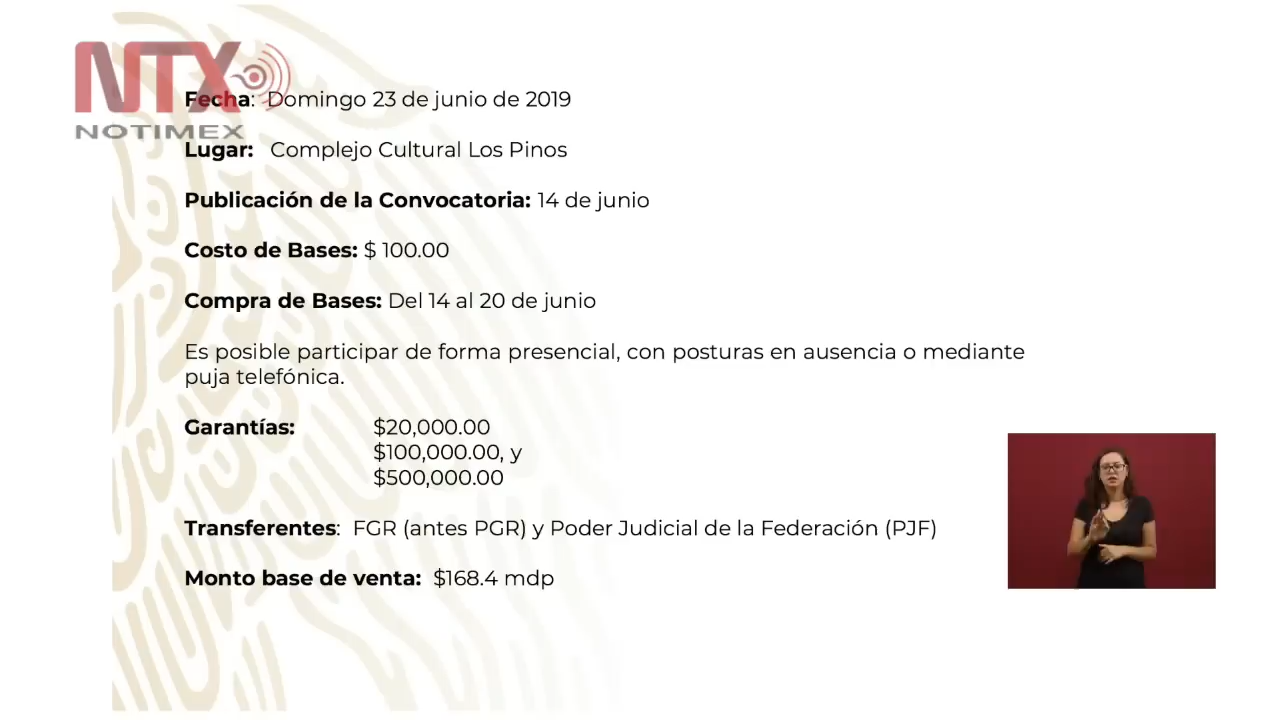 NTX
NOTIMEX
Fecha: Domingo 23 de junio de 2019
Lugar: Complejo Cultural Los Pinos
Publicación de la Convocatoria: 14 de junio
Costo de Bases: $ 100.00
Compra de Bases: Del 14 al 20 de junio
Es posible participar de forma presencial, con posturas en ausencia o mediante
puja telefónica.
Garantías: $20,000.00
$100,000.00, y
$500,000.00
Transferentes: FGR (antes PGR) y Poder Judicial de la Federación (PJF)
Monto base de venta: $168.4 mdp